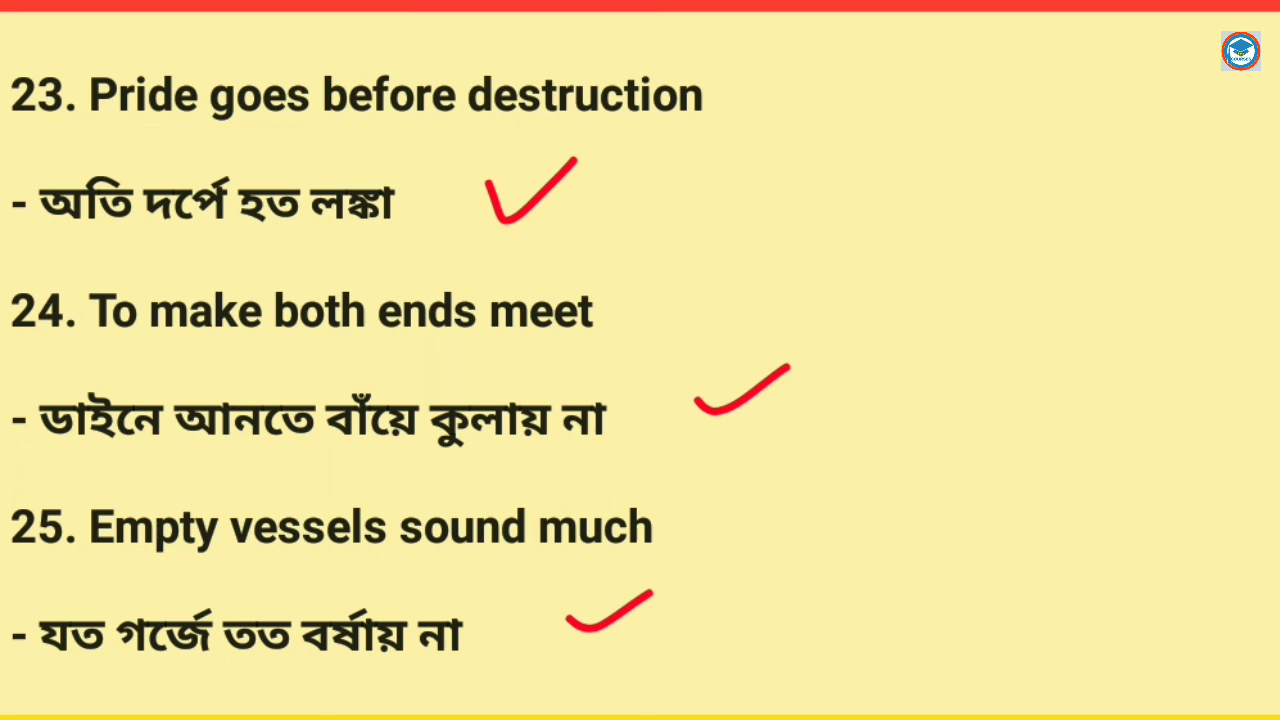 COURSES
23. Pride goes before destruction
- অতি দর্পে হত লঙ্কা
24. To make both ends meet
- ডাইনে আনতে বাঁয়ে কুলায় না
25. Empty vessels sound much
- যত গর্জে তত বর্ষায় না